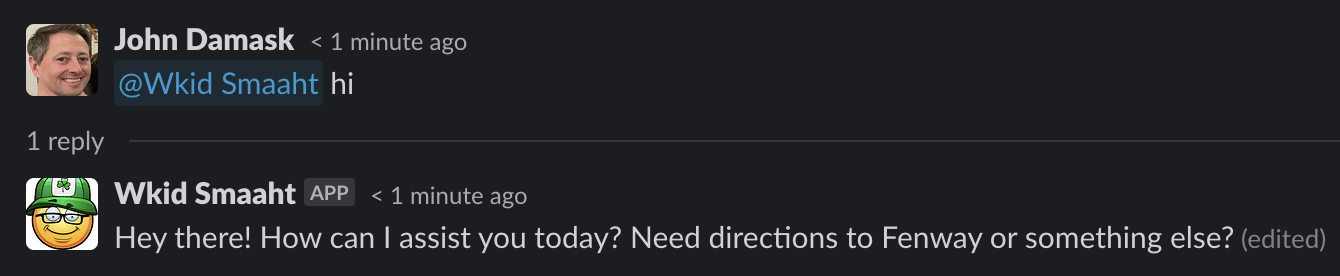 John Damask < 1 minute ago
@Wkid Smaaht hi
1 reply
Wkid Smaaht APP < 1 minute ago
Hey there! How can I assist you today? Need directions to Fenway or something else? (edited)